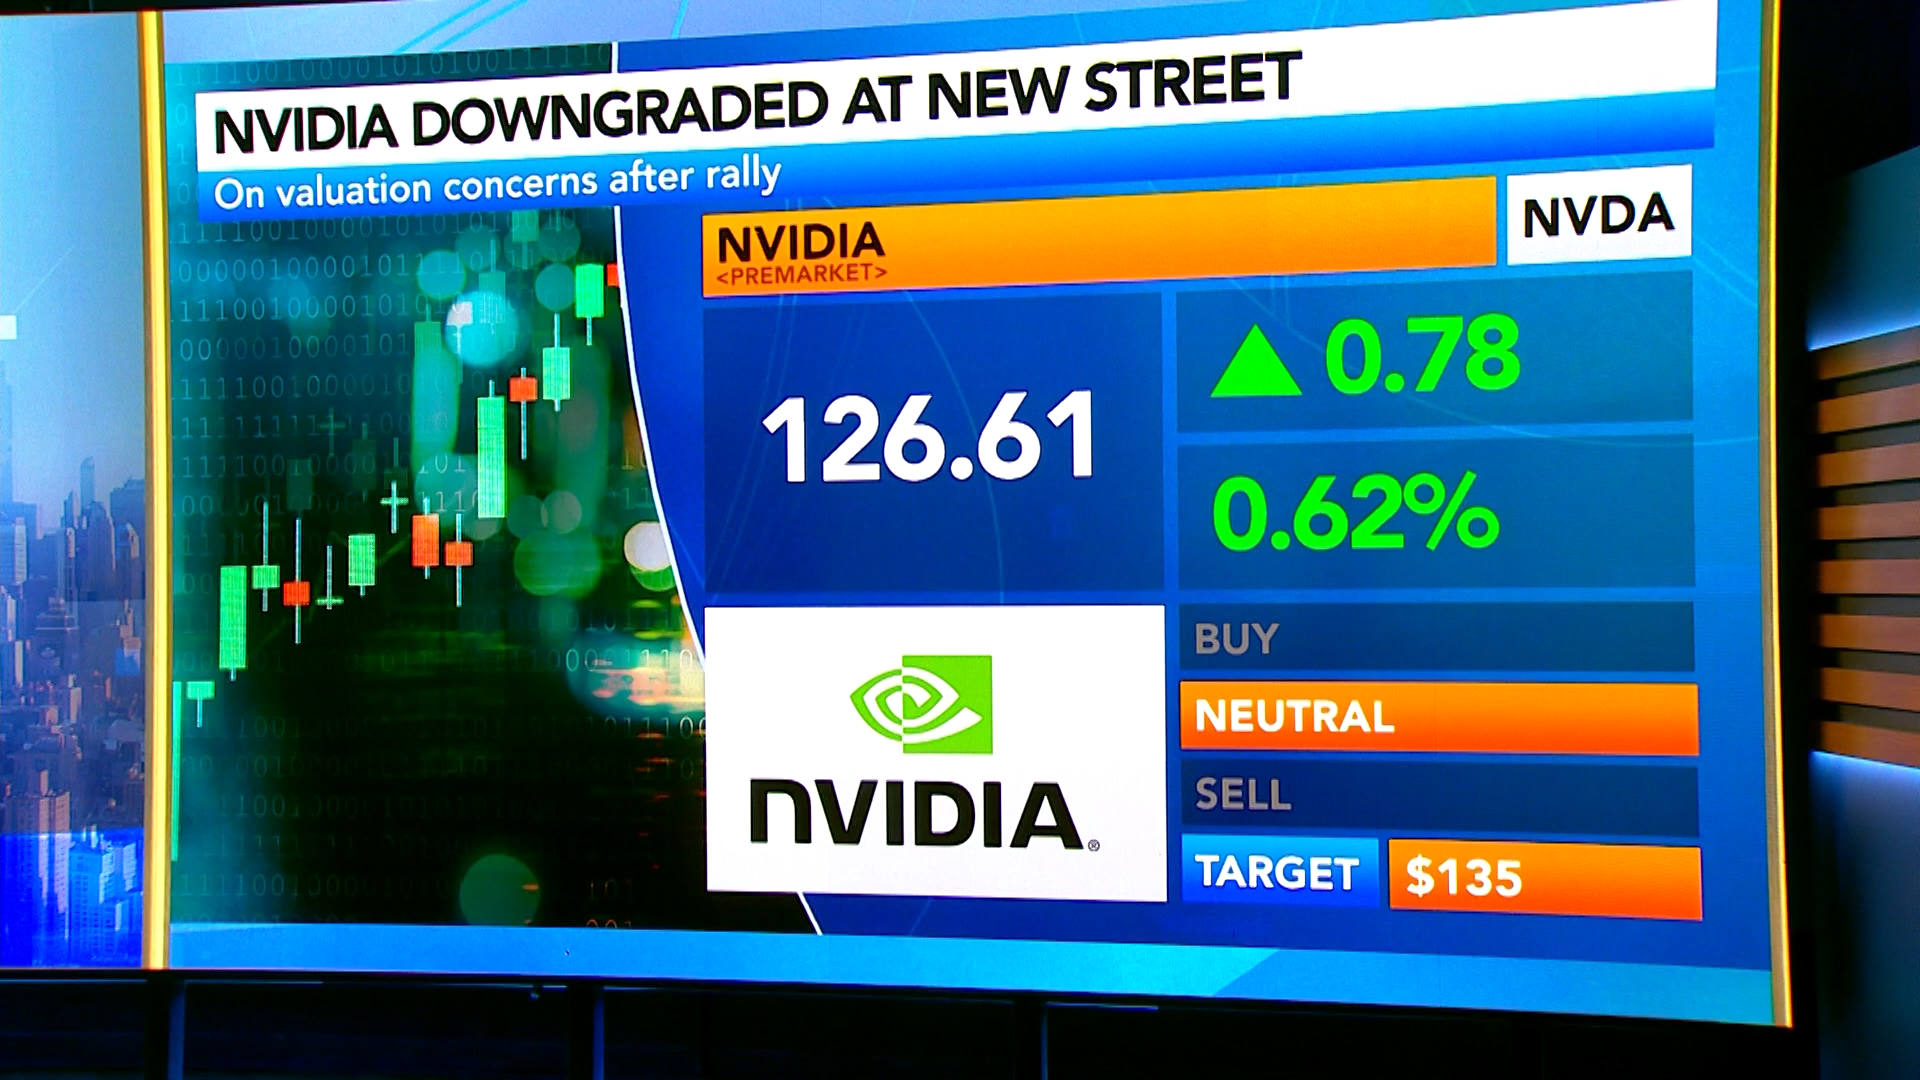 NVIDIA DOWNGRADED AT NEW STREET
On valuation concerns after rally
NVIDIA
<PREMARKET>
NVDA
126.61
▲ 0.78
0.62%
BUY
NEUTRAL
SELL
TARGET $135
NVIDIA®